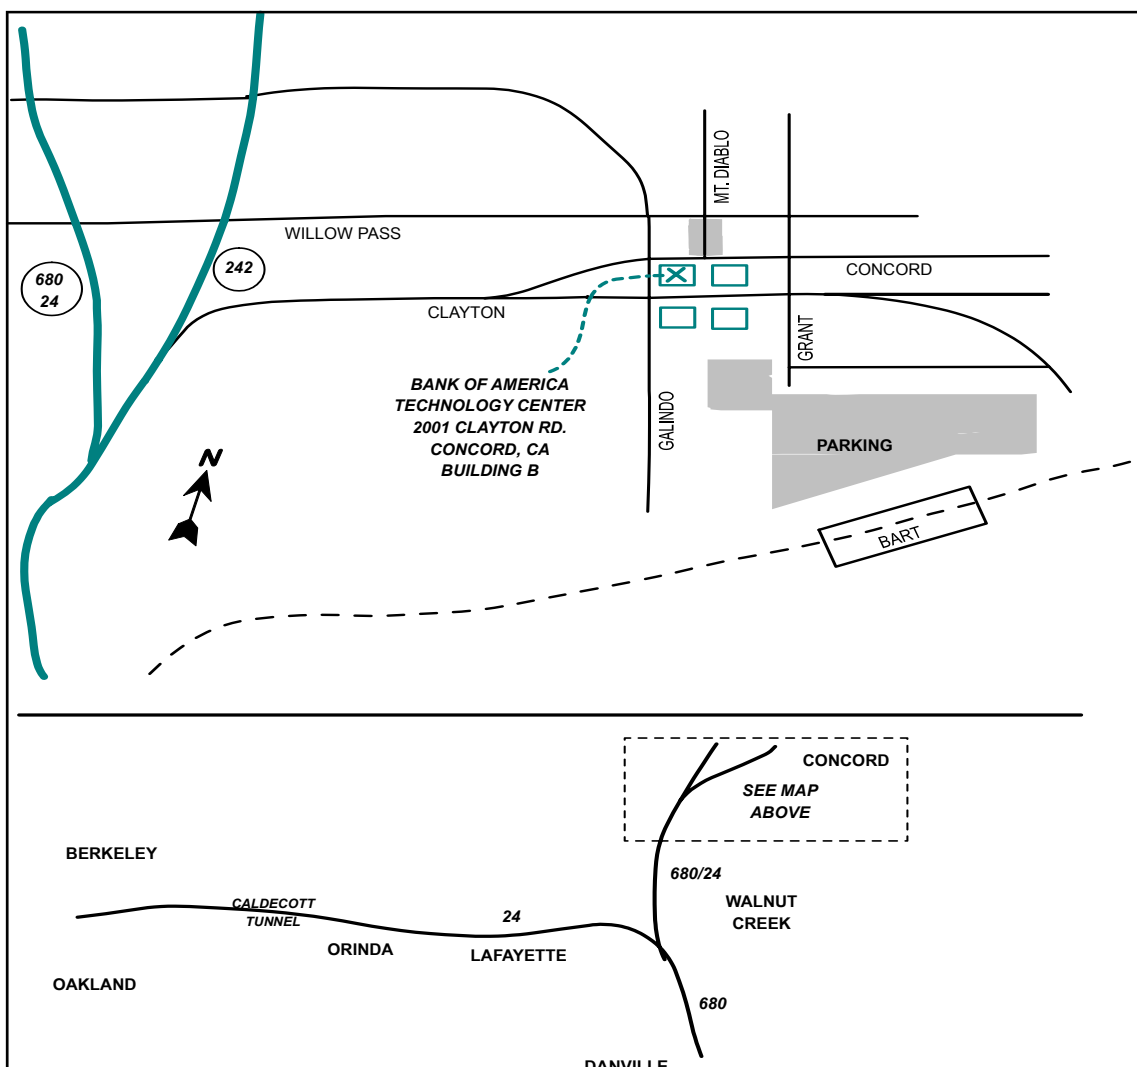 MT. DIABLO
WILLOW PASS
680
24
242
CONCORD
CLAYTON
GRANT
BANK OF AMERICA
TECHNOLOGY CENTER
2001 CLAYTON RD.
CONCORD, CA
BUILDING B
GALINDO
PARKING
N
BART
CONCORD
SEE MAP
ABOVE
BERKELEY
680/24
WALNUT
CREEK
CALDECOTT
TUNNEL
24
ORINDA
LAFAYETTE
OAKLAND
680
DANVILLE